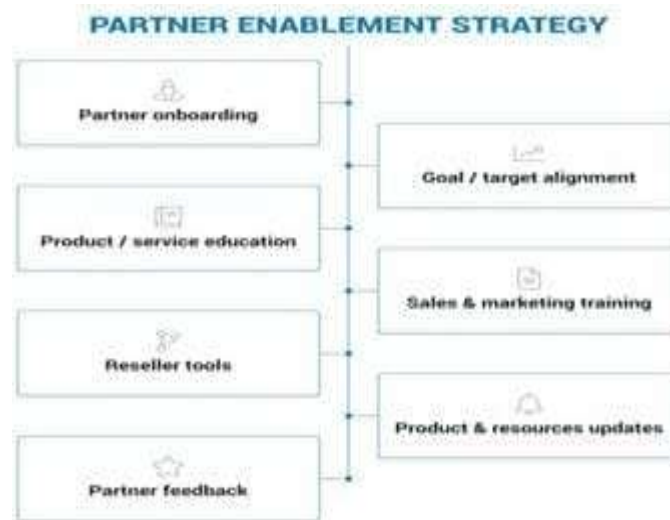 PARTNER ENABLEMENT STRATEGY
Partner onboarding
Goal / target alignment
Product / service education
Sales & marketing training
Reseller tools
Product & resources updates
Partner feedback